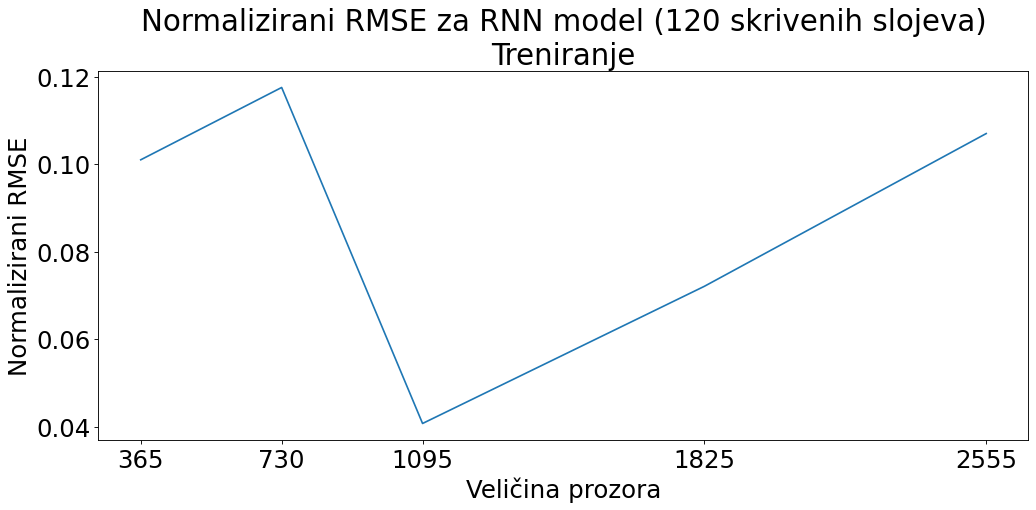 Normalizirani RMSE za RNN model (120 skrivenih slojeva)
Treniranje
0.12
0.10
0.08
0.06
0.04
Normalizirani RMSE
365 730 1095 1825 2555
Veličina prozora